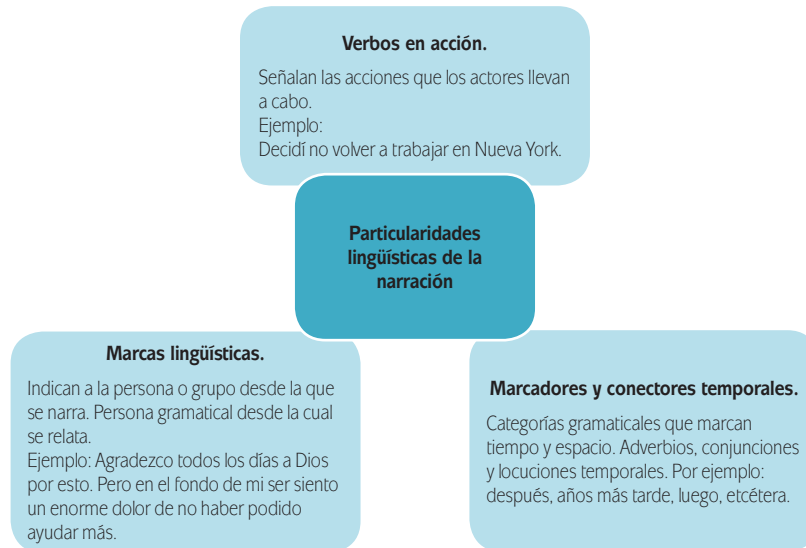 Verbos en acción.
Señalan las acciones que los actores llevan
a cabo.
Ejemplo:
Decidí no volver a trabajar en Nueva York.
Particularidades
lingüísticas de la
narración
Marcas lingüísticas.
Indican a la persona o grupo desde la que
se narra. Persona gramatical desde la cual
se relata.
Ejemplo: Agradezco todos los días a Dios
por esto. Pero en el fondo de mi ser siento
un enorme dolor de no haber podido
ayudar más.
Marcadores y conectores temporales.
Categorías gramaticales que marcan
tiempo y espacio. Adverbios, conjunciones
y locuciones temporales. Por ejemplo:
después, años más tarde, luego, etcétera.